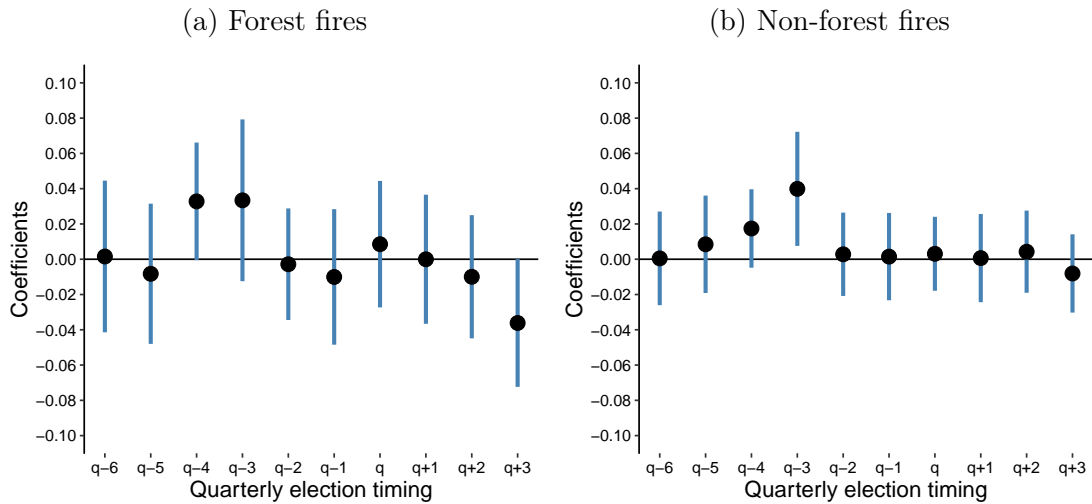 (a) Forest fires
0.10
0.08
0.06
0.04
0.02
0.00
−0.02
−0.04
−0.06
−0.08
−0.10
Coefficients
q−6 q−5 q−4 q−3 q−2 q−1 q q+1 q+2 q+3
Quarterly election timing
(b) Non-forest fires
0.10
0.08
0.06
0.04
0.02
0.00
−0.02
−0.04
−0.06
−0.08
−0.10
Coefficients
q−6 q−5 q−4 q−3 q−2 q−1 q q+1 q+2 q+3
Quarterly election timing